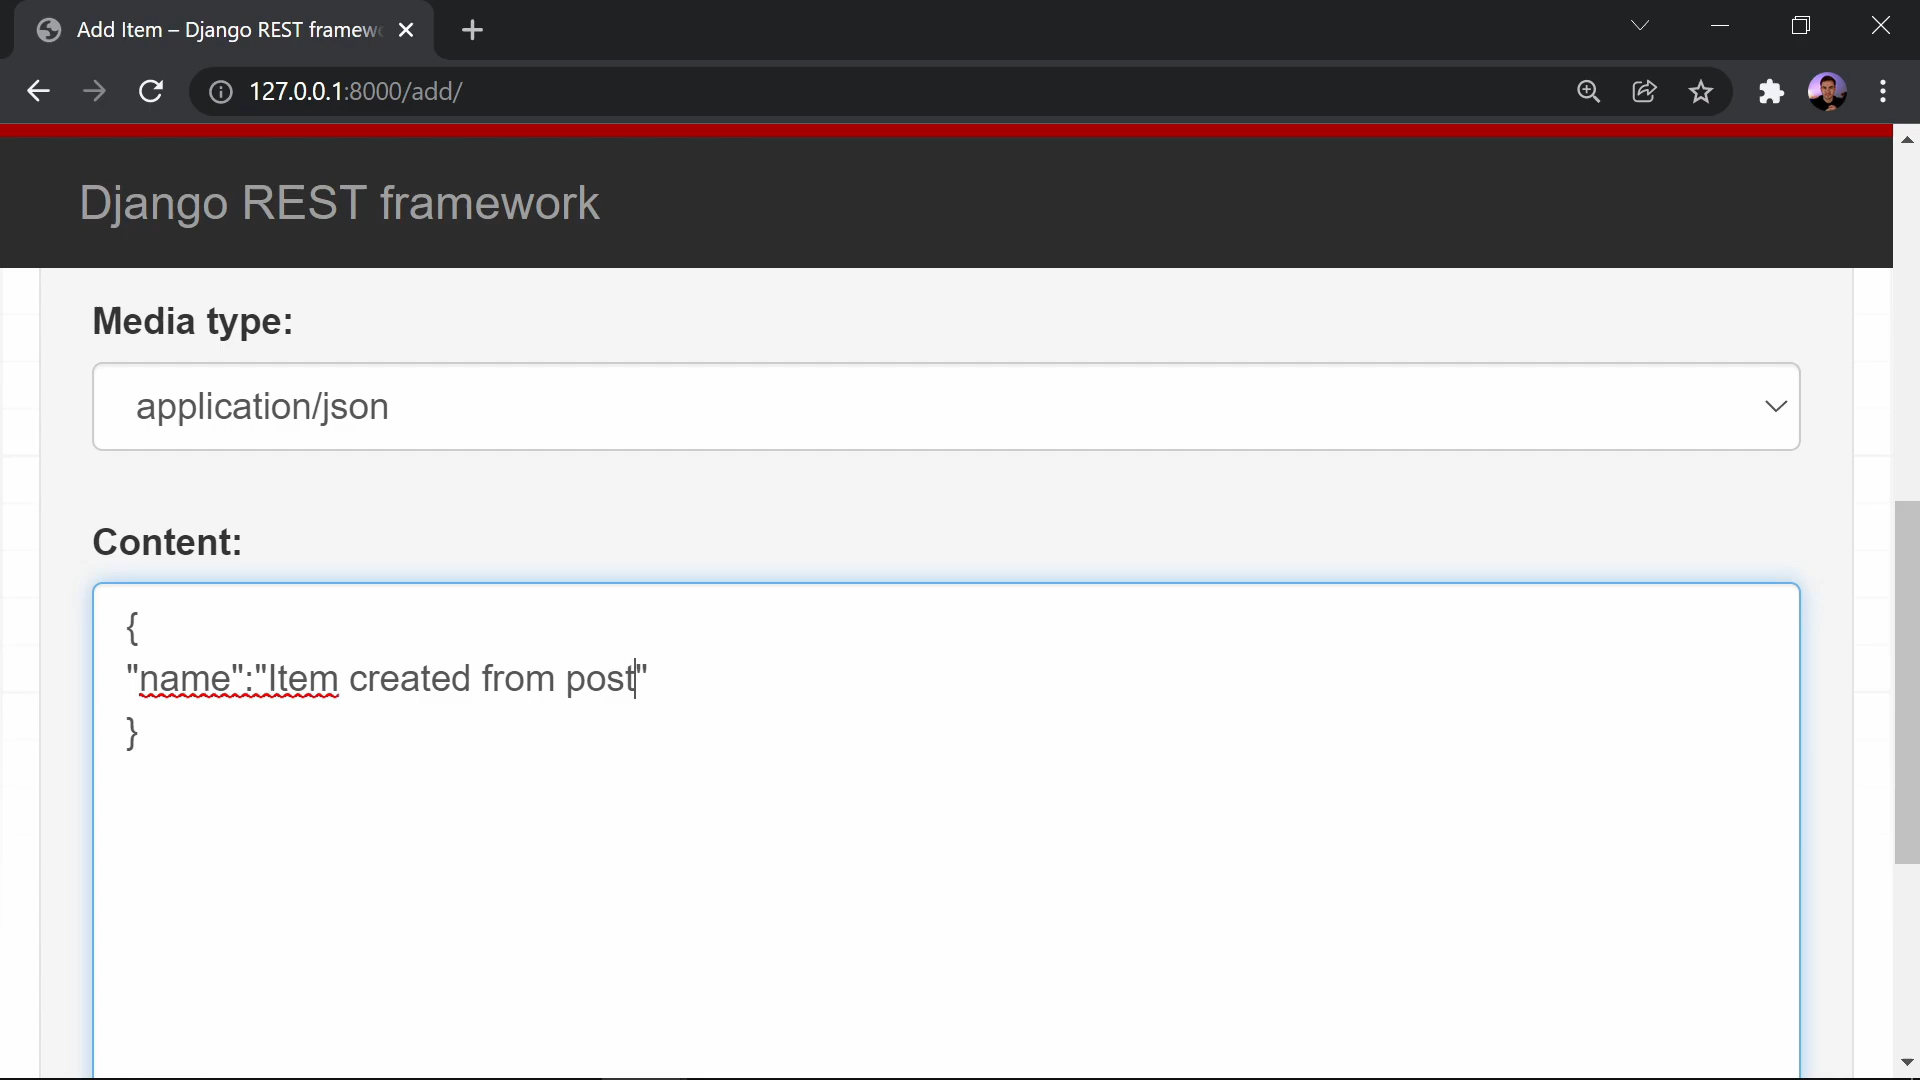 Add Item – Django REST framew
127.0.0.1:8000/add/
Django REST framework
Media type:
application/json
Content:
{
"name":"Item created from post"
}